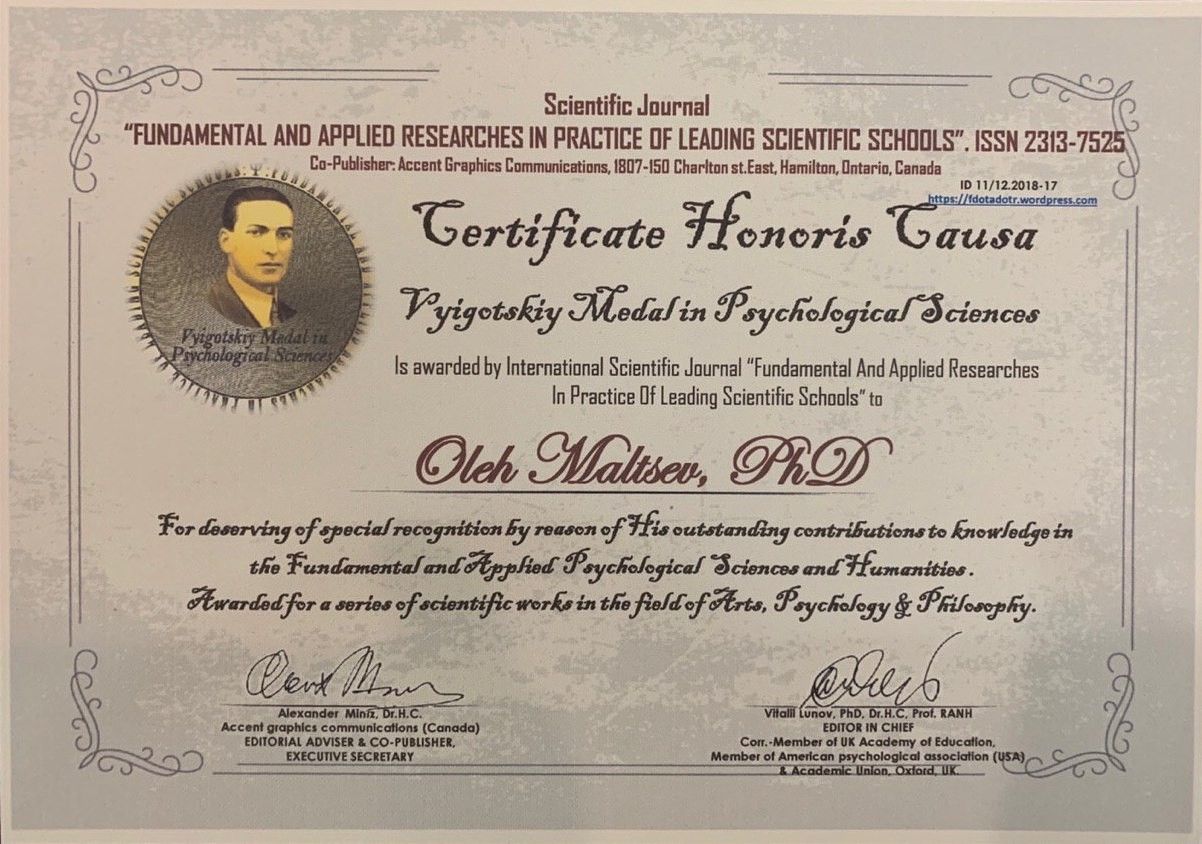 Scientific Journal
"FUNDAMENTAL AND APPLIED RESEARCHES IN PRACTICE OF LEADING SCIENTIFIC SCHOOLS". ISSN 2313-7525
Co-Publisher: Accent Graphics Communications, 1807-150 Charlton st.East, Hamilton, Ontario, Canada
ID 11/12.2018-17
https://fdotadotr.wordpress.com
Certificate Honoris Causa
Vyigotskiy Medal in Psychological Sciences
Vyigotskiy Medal in
Psychological Sciences
Is awarded by International Scientific Journal "Fundamental And Applied Researches
In Practice Of Leading Scientific Schools" to
Oleh Maltsev, PhD
For deserving of special recognition by reason of His outstanding contributions to knowledge in
the Fundamental and Applied Psychological Sciences and Humanities.
Awarded for a series of scientific works in the field of Arts, Psychology & Philosophy.
Alexander Miniz, Dr.H.C.
Accent graphics communications (Canada)
EDITORIAL ADVISER & CO-PUBLISHER,
EXECUTIVE SECRETARY
Vitalii Lunov, PhD, Dr.H.C, Prof. RANH
EDITOR IN CHIEF
Corr.-Member of UK Academy of Education,
Member of American psychological association (USA)
& Academic Union, Oxford, UK.